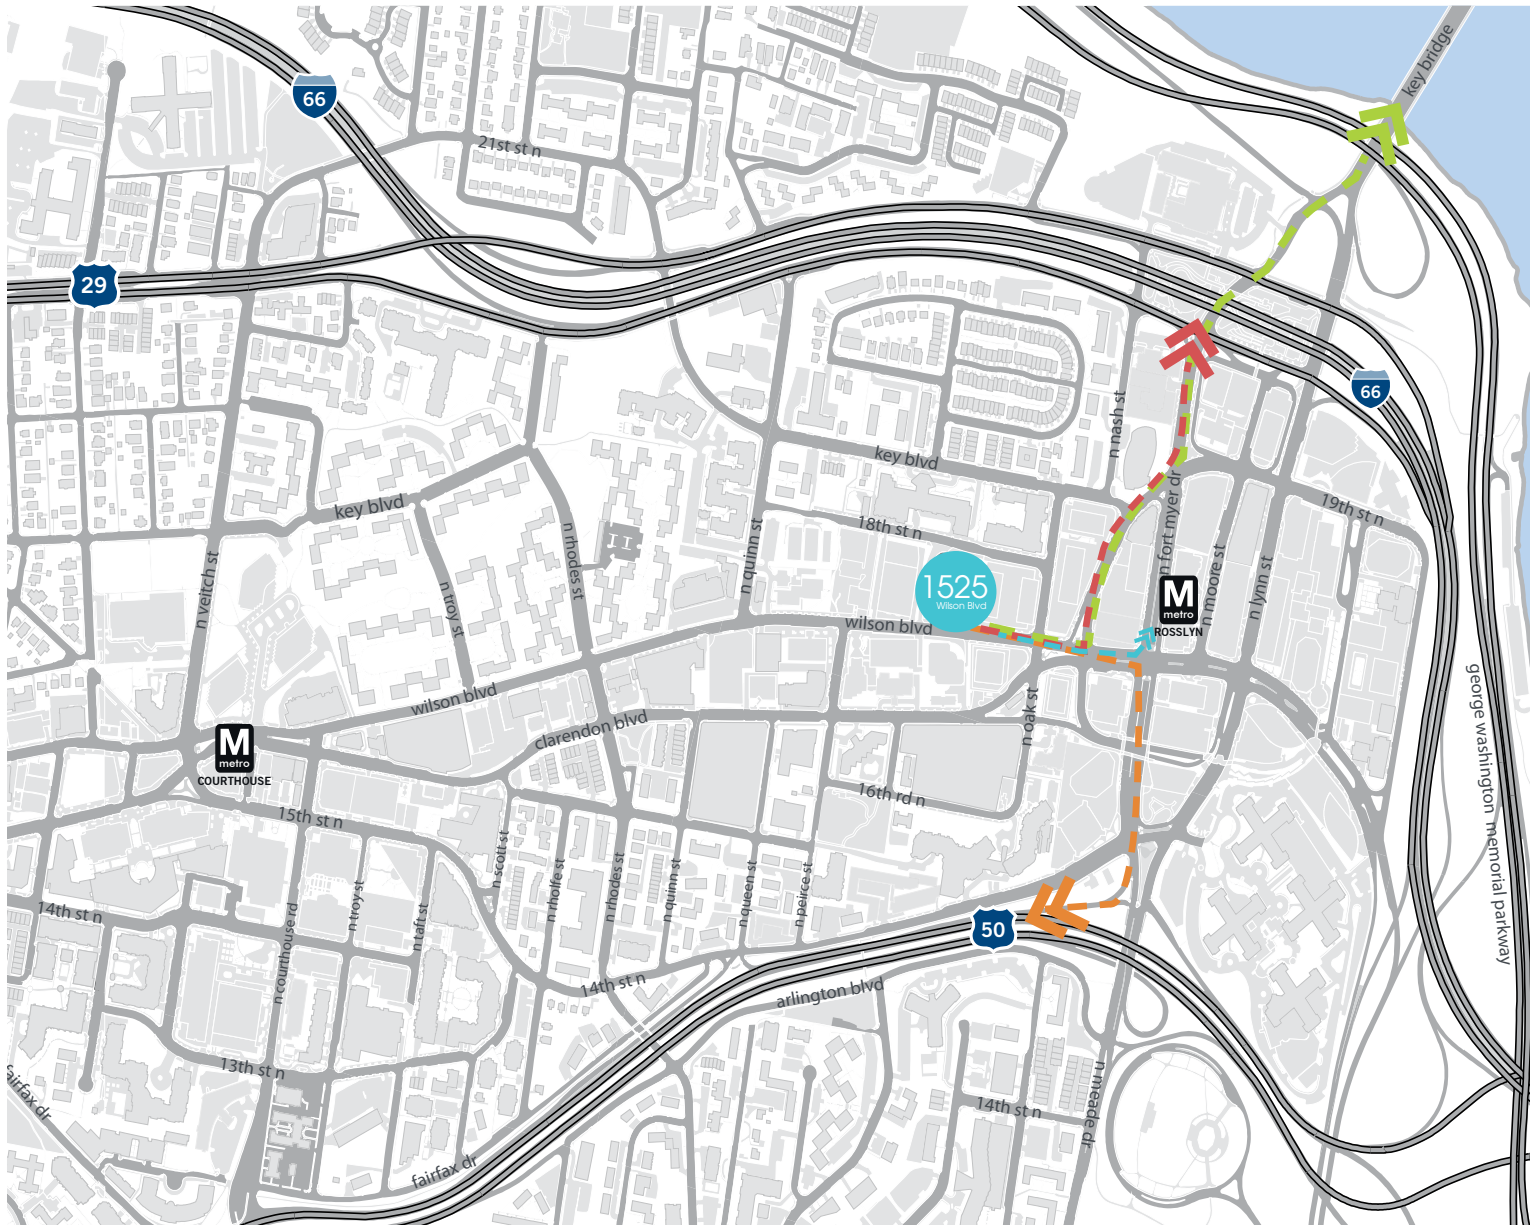 key bridge
66
21st st n
29
66
n nash st
key blvd
key blvd
19th st n
18th st n
n fort myer dr
n quinn st
n rhodes st
n veitch st
n troy st
n moore st
n lynn st
1525
Wilson Blvd
M
metro
ROSSLYN
wilson blvd
wilson blvd
clarendon blvd
n oak st
george washington memorial parkway
M
metro
COURTHOUSE
16th rd n
15th st n
n scott st
n rholfe st
n rhodes st
n quinn st
n queen st
n peirce st
n troy st
n taft st
n courthouse rd
14th st n
50
14th st n
arlington blvd
13th st n
fairfax dr
14th st n
n meade dr
fairfax dr